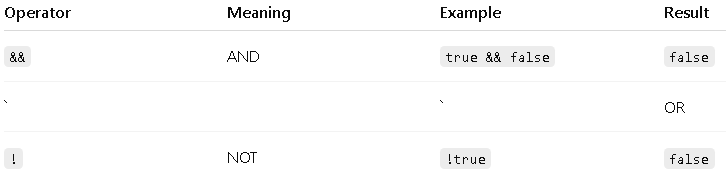 Operator Meaning Example Result
&& AND true && false false
` ` OR
! NOT !true false